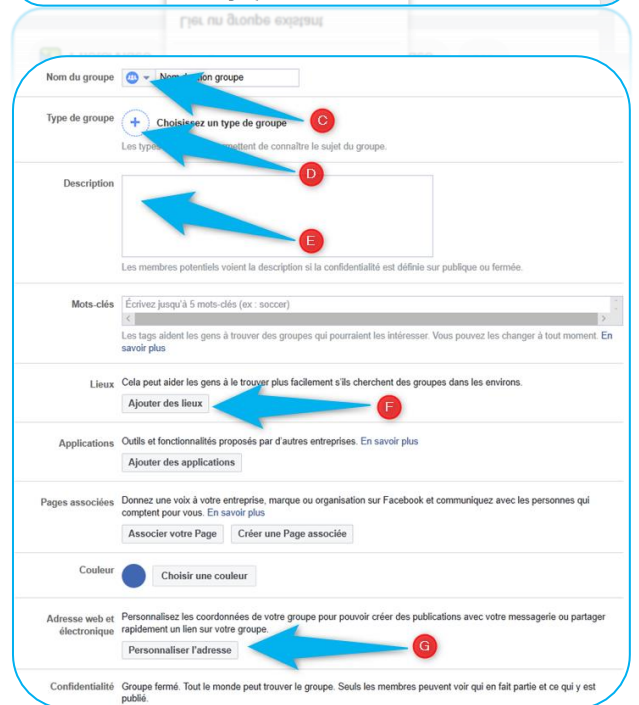 Lier un groupe existant
Nom du groupe
Nom mon groupe
C
Type de groupe
+ Choisissez un type de groupe
Les types permettent de connaître le sujet du groupe.
D
Description
E
Les membres potentiels voient la description si la confidentialité est définie sur publique ou fermée.
Mots-clés
Écrivez jusqu'à 5 mots-clés (ex : soccer)
Les tags aident les gens à trouver des groupes qui pourraient les intéresser. Vous pouvez les changer à tout moment. En
savoir plus
Lieux
Cela peut aider les gens à le trouver plus facilement s'ils cherchent des groupes dans les environs.
Ajouter des lieux
F
Applications
Outils et fonctionnalités proposés par d'autres entreprises. En savoir plus
Ajouter des applications
Pages associées
Donnez une voix à votre entreprise, marque ou organisation sur Facebook et communiquez avec les personnes qui
comptent pour vous. En savoir plus
Associer votre Page Créer une Page associée
Couleur
Choisir une couleur
Adresse web et
électronique
Personnalisez les coordonnées de votre groupe pour pouvoir créer des publications avec votre messagerie ou partager
rapidement un lien sur votre groupe.
Personnaliser l'adresse
G
Confidentialité
Groupe fermé. Tout le monde peut trouver le groupe. Seuls les membres peuvent voir qui en fait partie et ce qui y est
publié.